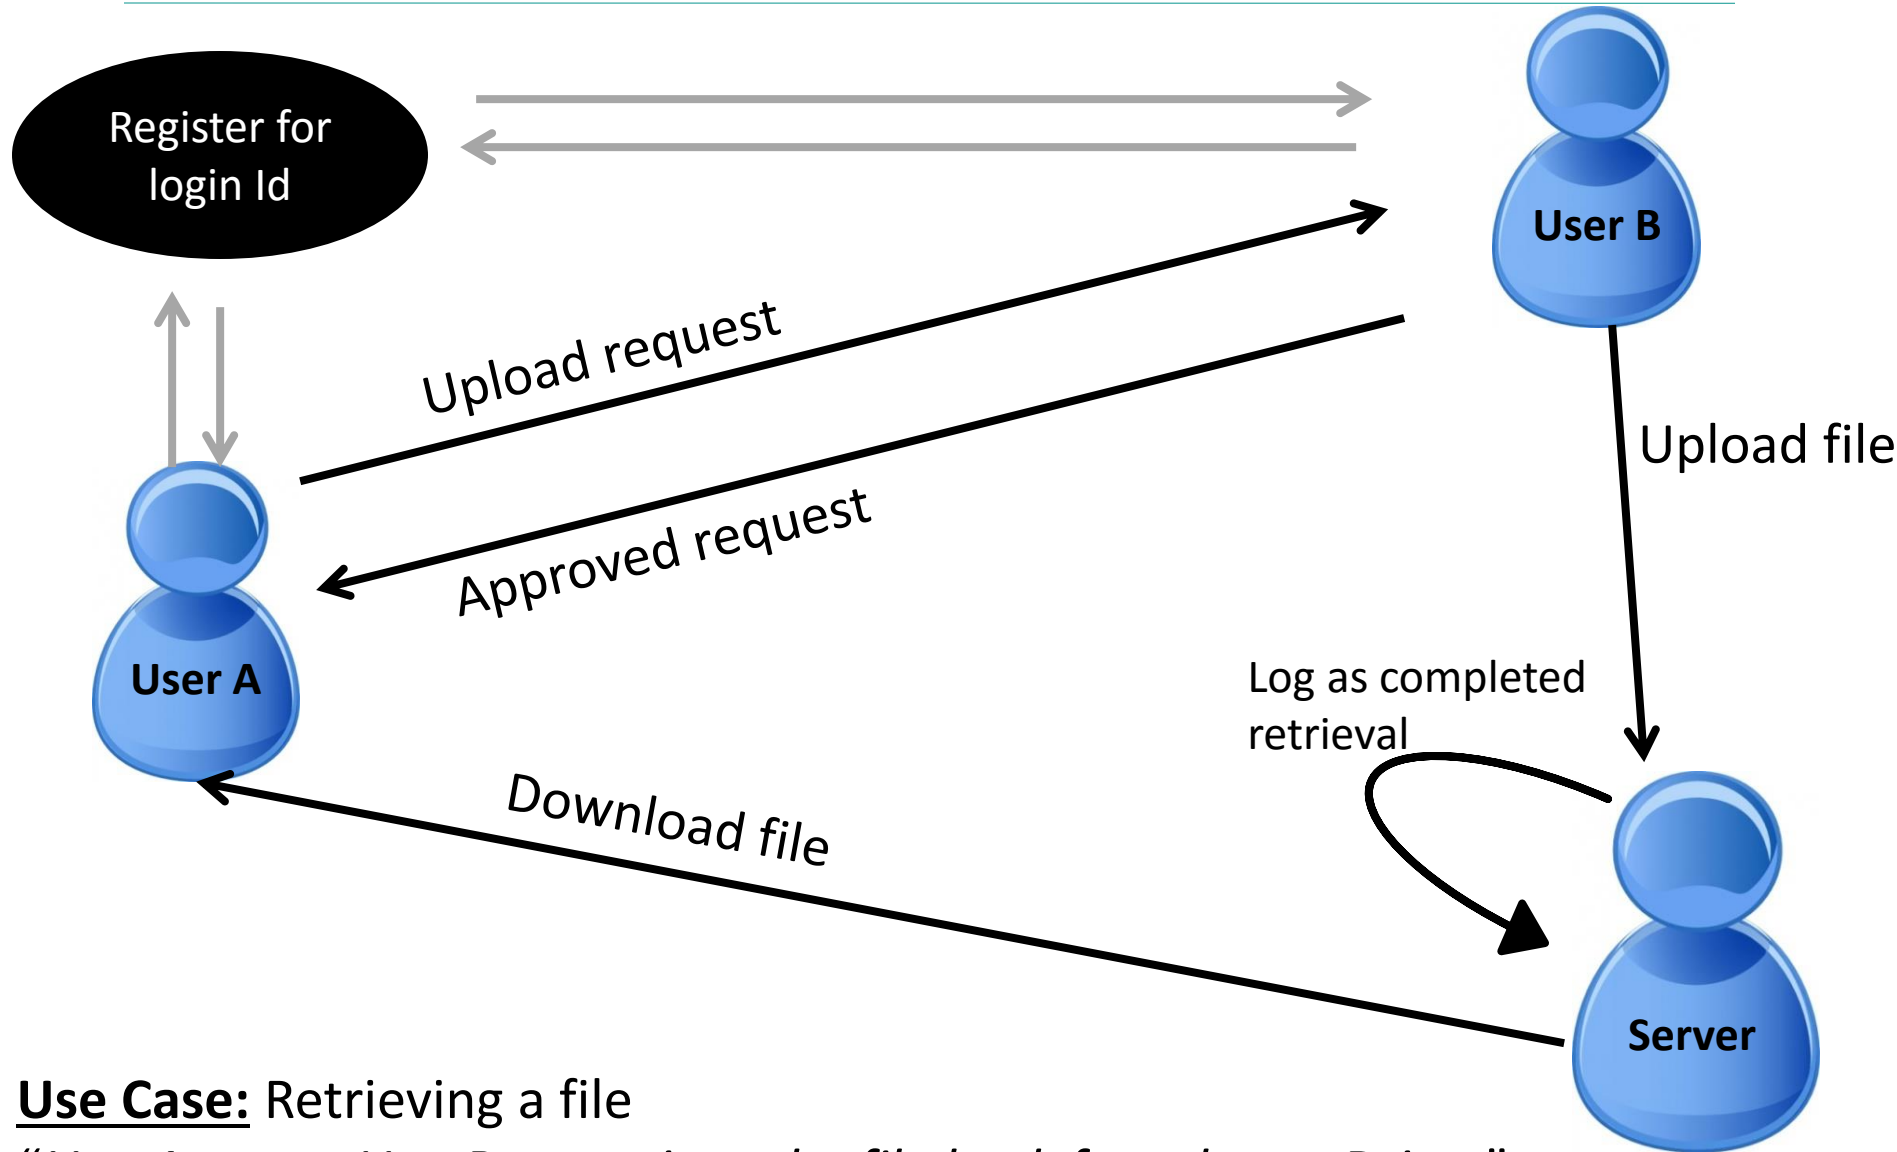 Register for
login Id
User B
Upload request
Upload file
Approved request
User A
Log as completed
retrieval
Download file
Server
Use Case: Retrieving a file